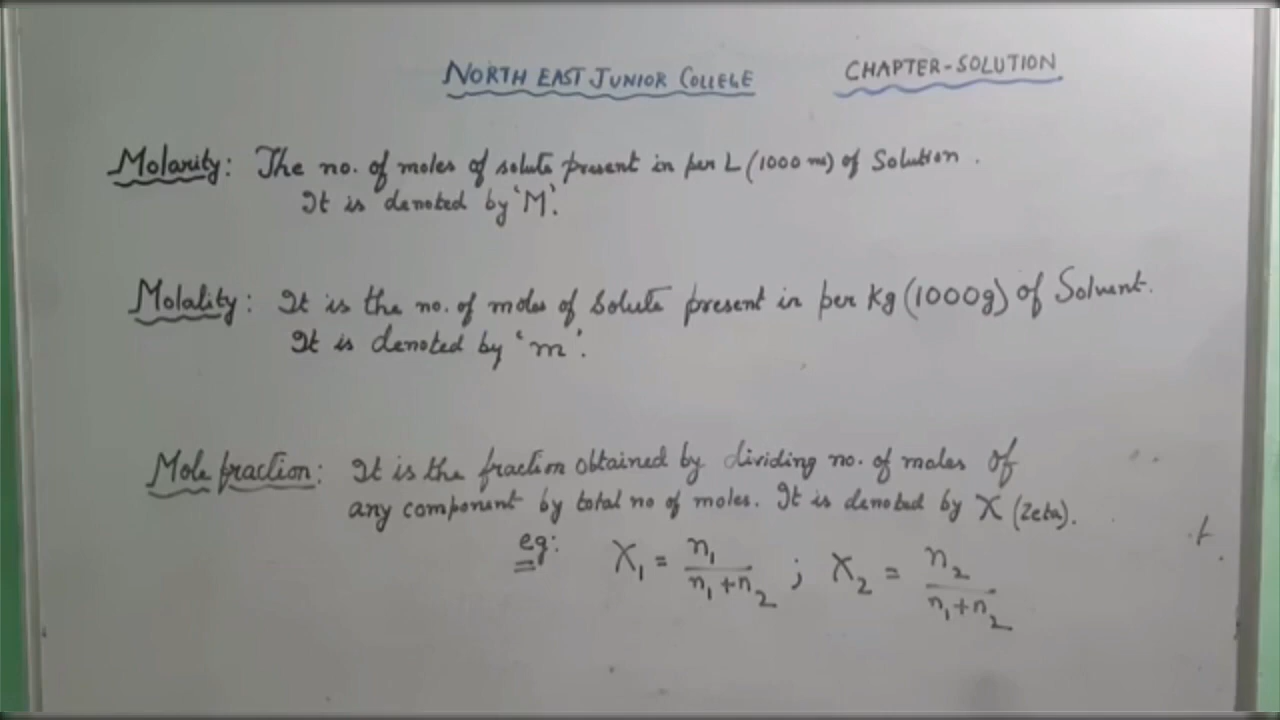 NORTH EAST JUNIOR COLLEGE CHAPTER-SOLUTION
Molarity: The no. of moles of solute present in per L (1000 ml) of Solution.
It is denoted by 'M'.
Molality: It is the no. of moles of solute present in per Kg (1000g) of Solvent.
It is denoted by 'm'.
Mole fraction: It is the fraction obtained by dividing no. of moles of
any component by total no of moles. It is denoted by X (Zeta).
eg: X₁ = n₁/(n₁+n₂) ; X₂ = n₂/(n₁+n₂)